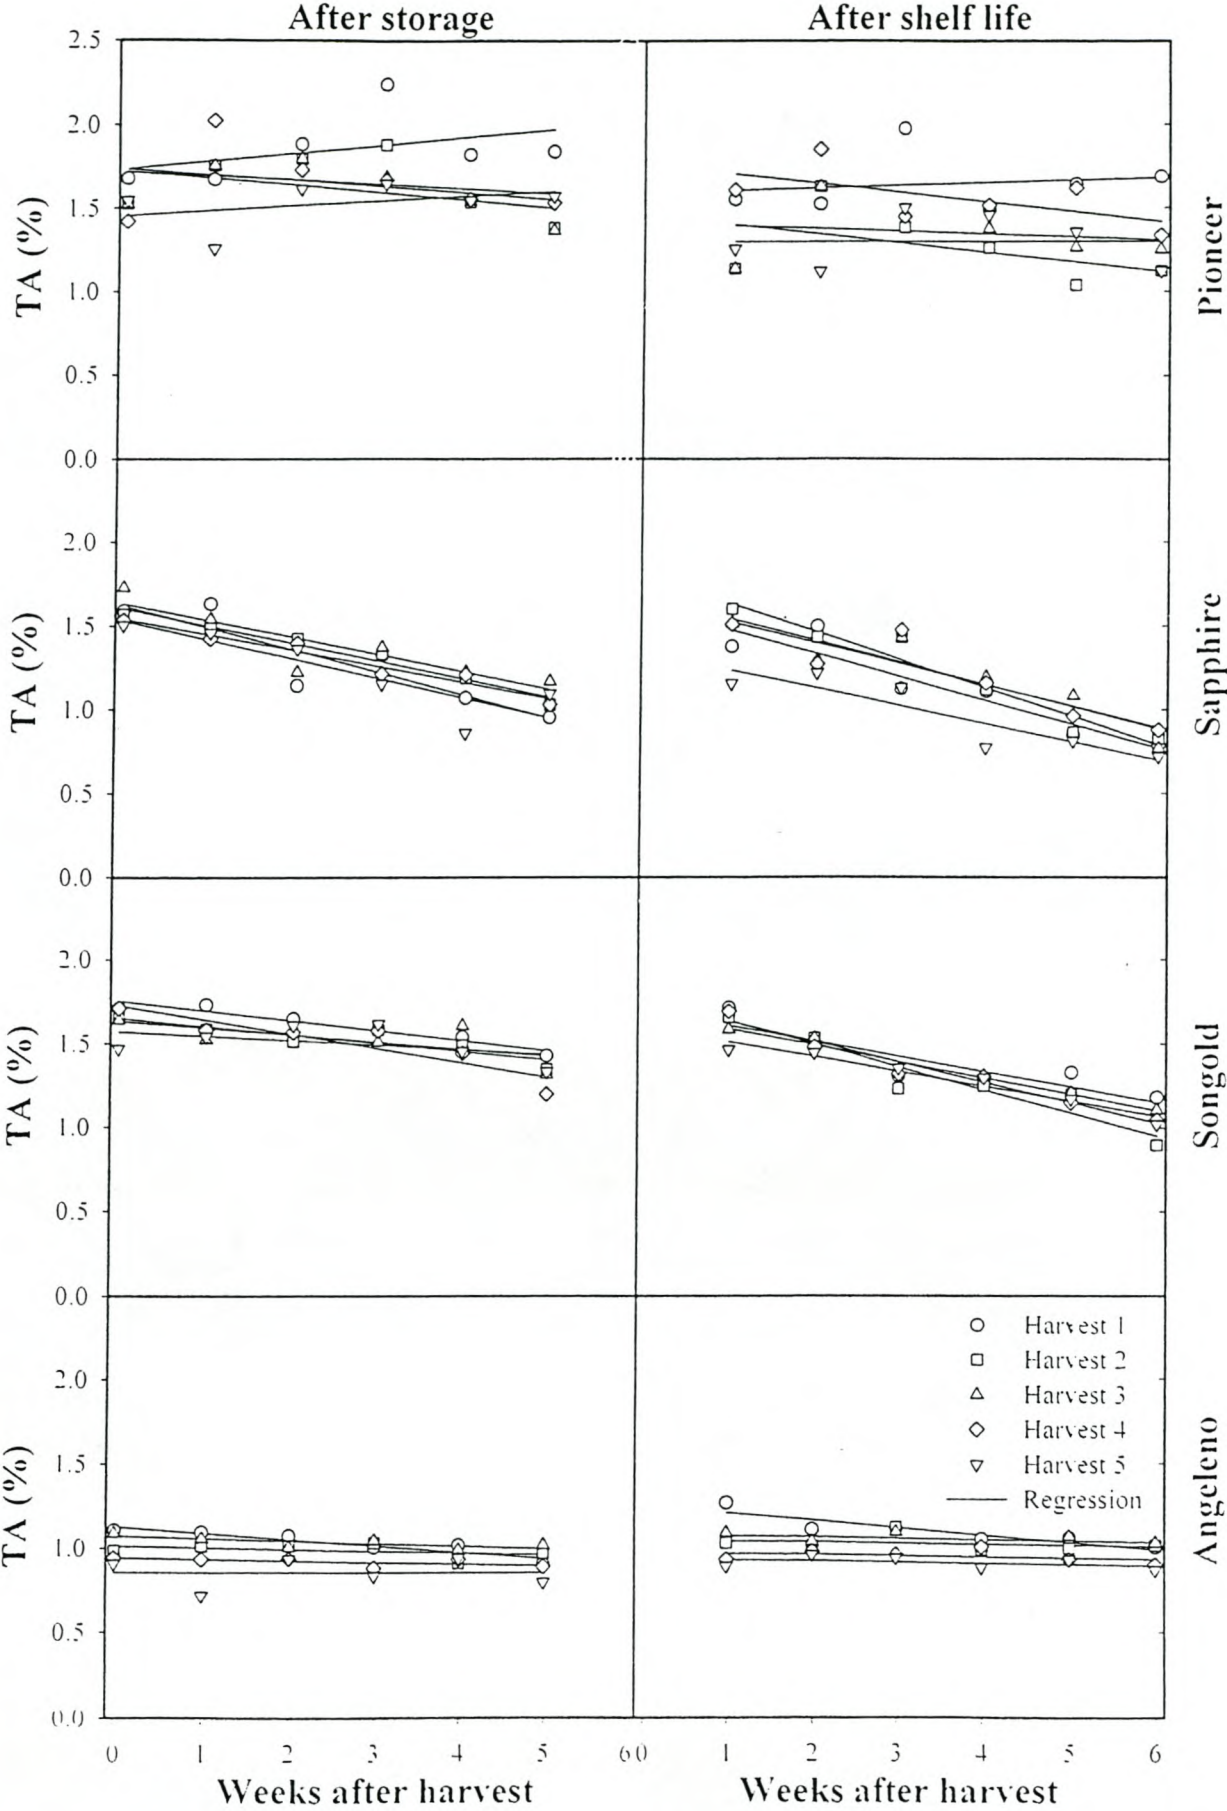 After storage After shelf life
2.5
2.0
1.5
1.0
0.5
0.0
TA (%)
Pioneer
2.0
1.5
1.0
0.5
0.0
TA (%)
Sapphire
2.0
1.5
1.0
0.5
0.0
TA (%)
Songold
2.0
1.5
1.0
0.5
0.0
TA (%)
Angeleno
Harvest 1
Harvest 2
Harvest 3
Harvest 4
Harvest 5
Regression
0 1 2 3 4 5 6 0 1 2 3 4 5 6
Weeks after harvest Weeks after harvest